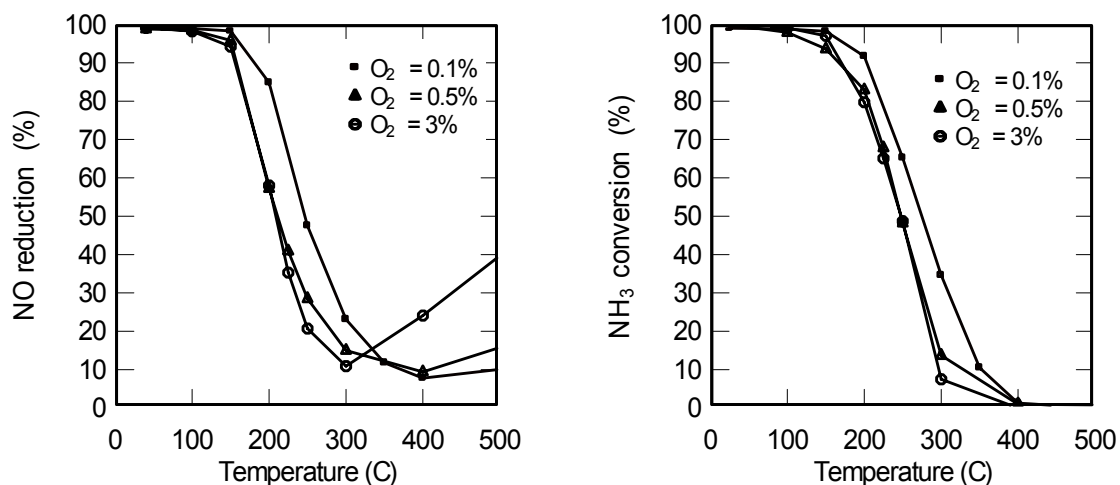 NO reduction (%)
100
90
80
70
60
50
40
30
20
10
0
O₂ = 0.1%
O₂ = 0.5%
O₂ = 3%
0 100 200 300 400 500
Temperature (C)
NH₃ conversion (%)
100
90
80
70
60
50
40
30
20
10
0
O₂ = 0.1%
O₂ = 0.5%
O₂ = 3%
0 100 200 300 400 500
Temperature (C)